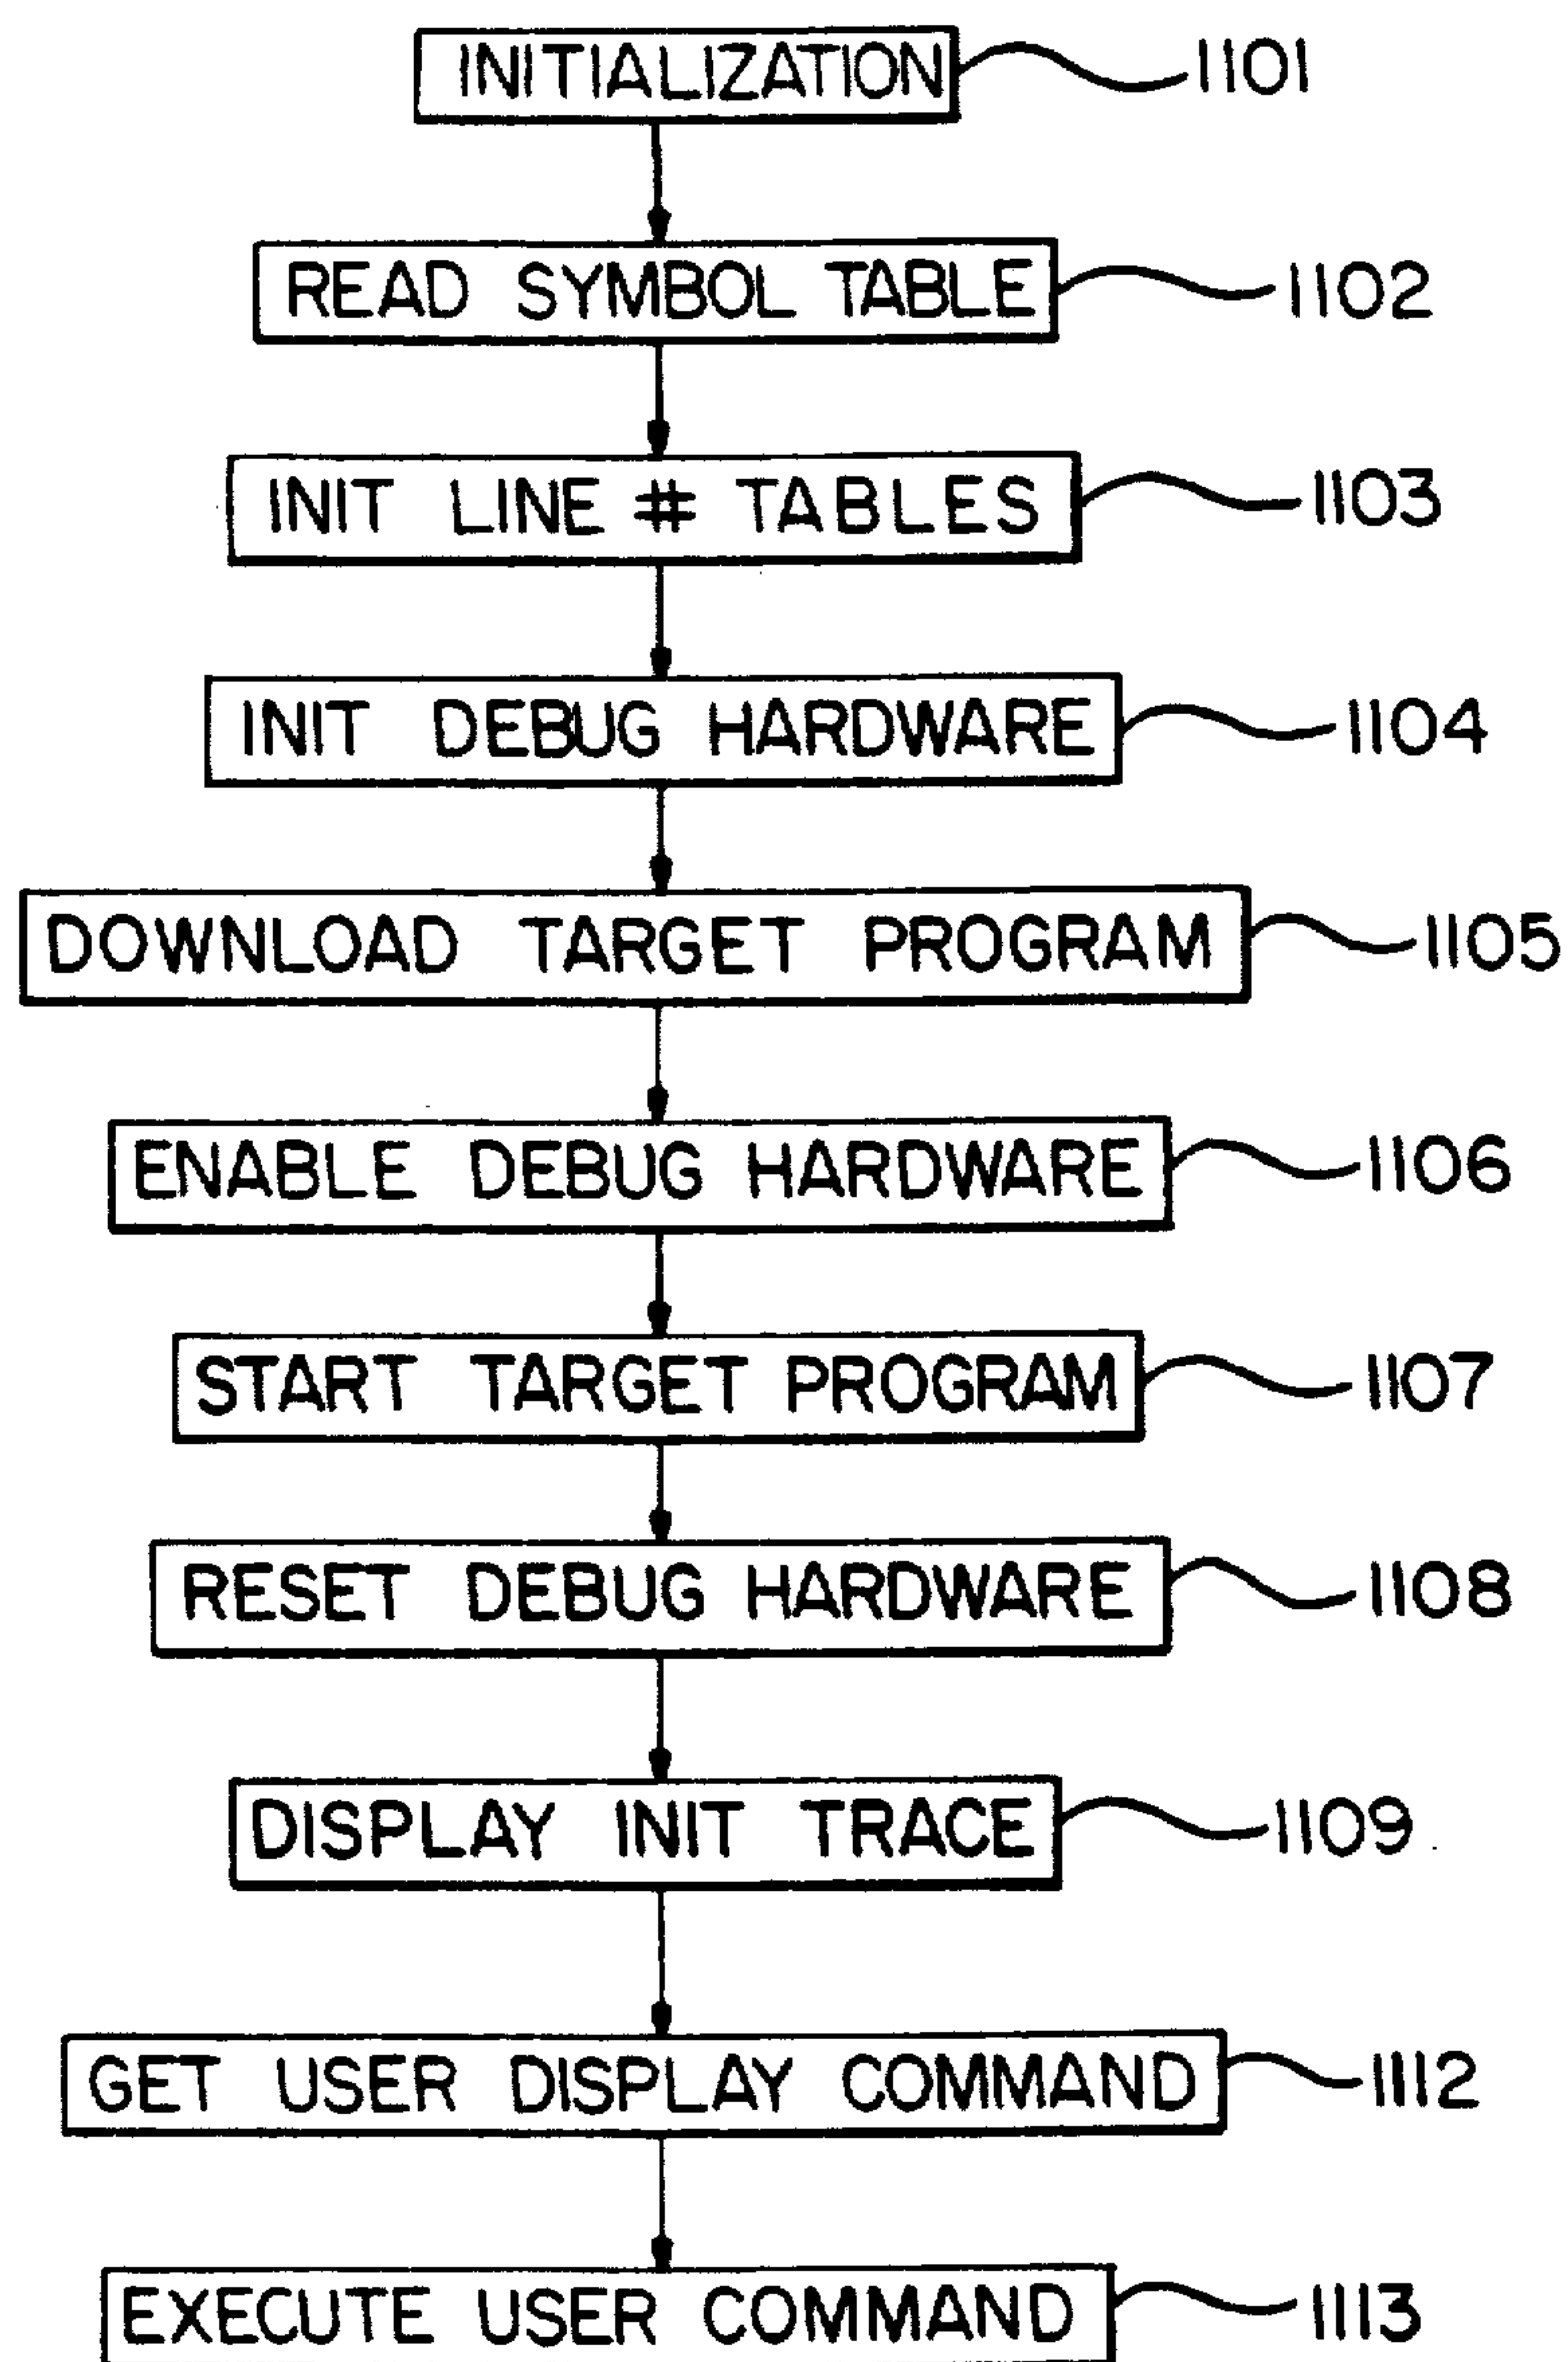 INITIALIZATION 1101
READ SYMBOL TABLE 1102
INIT LINE # TABLES 1103
INIT DEBUG HARDWARE 1104
DOWNLOAD TARGET PROGRAM 1105
ENABLE DEBUG HARDWARE 1106
START TARGET PROGRAM 1107
RESET DEBUG HARDWARE 1108
DISPLAY INIT TRACE 1109
GET USER DISPLAY COMMAND 1112
EXECUTE USER COMMAND 1113